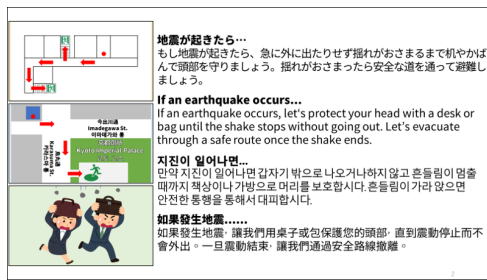 地震が起きたら…
もし地震が起きたら、急に外に出たりせず揺れがおさまるまで机やかば
んで頭部を守りましょう。揺れがおさまったら安全な道を通って避難し
ましょう。
If an earthquake occurs...
If an earthquake occurs, let's protect your head with a desk or
bag until the shake stops without going out. Let's evacuate
through a safe route once the shake ends.
지진이 일어나면...
만약 지진이 일어나면 갑자기 밖으로 나오거나하지 않고 흔들림이 멈출
때까지 책상이나 가방으로 머리를 보호합시다.흔들림이 가라 앉으면
안전한 통행을 통해서 대피합시다.
如果發生地震......
如果發生地震，讓我們用桌子或包保護您的頭部，直到震動停止而不
會外出。一旦震動結束，讓我們通過安全路線撤離。
今出川通
Imadegawa St.
이마데가와 통
Kyoto Imperial Palace
烏丸通
Karasuma St.
2